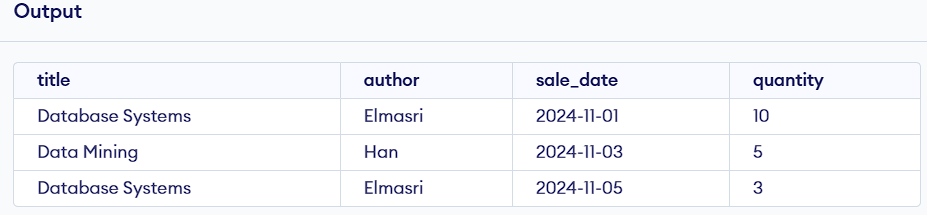 Output
title author sale_date quantity
Database Systems Elmasri 2024-11-01 10
Data Mining Han 2024-11-03 5
Database Systems Elmasri 2024-11-05 3